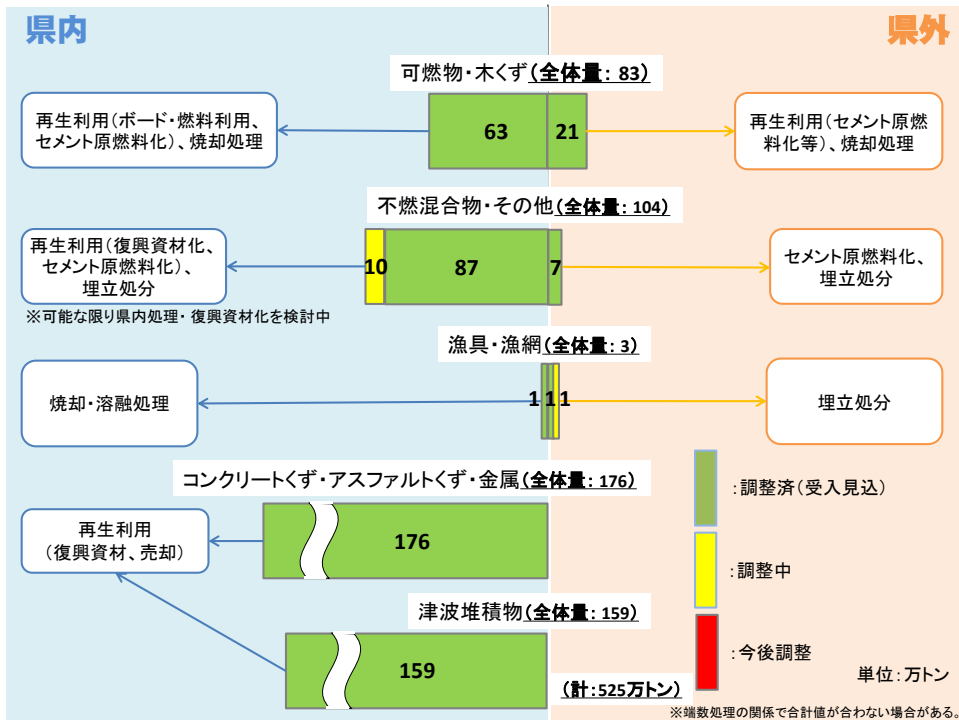 県内
県外
可燃物・木くず(全体量: 83)
再生利用(ボード・燃料利用、
セメント原燃料化)、焼却処理
63
21
再生利用(セメント原燃
料化等)、焼却処理
不燃混合物・その他(全体量: 104)
再生利用(復興資材化、
セメント原燃料化)、
埋立処分
10
87
7
セメント原燃料化、
埋立処分
※可能な限り県内処理・復興資材化を検討中
漁具・漁網(全体量: 3)
焼却・溶融処理
1
1
1
埋立処分
コンクリートくず・アスファルトくず・金属(全体量: 176)
再生利用
(復興資材、売却)
176
津波堆積物(全体量: 159)
159
(計:525万トン)
:調整済(受入見込)
:調整中
:今後調整
単位:万トン
※端数処理の関係で合計値が合わない場合がある。